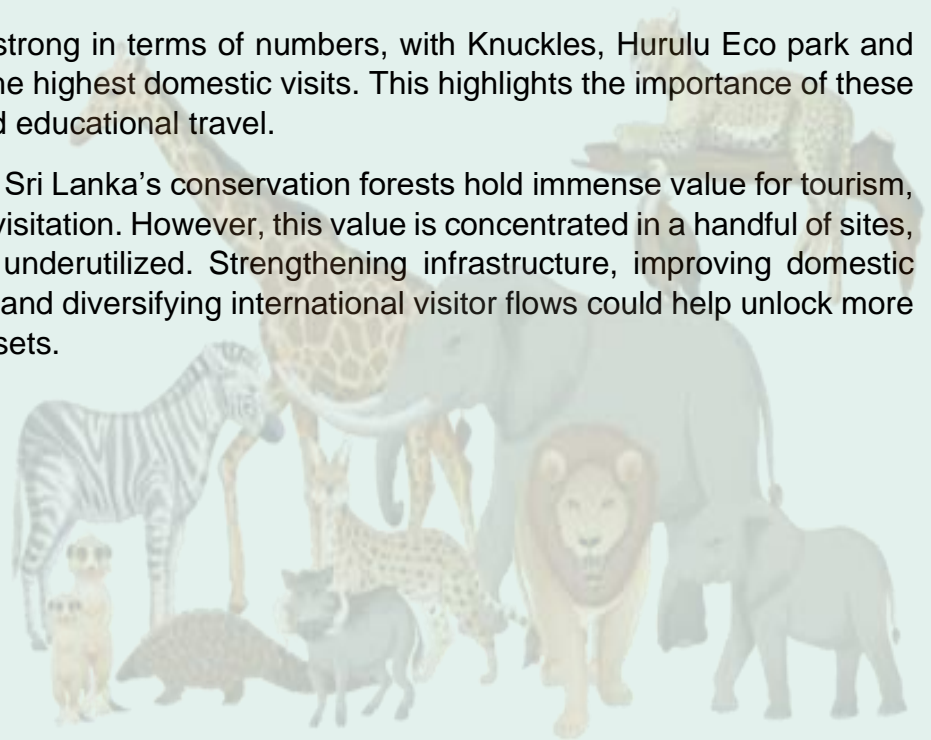 strong in terms of numbers, with Knuckles, Hurulu Eco park and
he highest domestic visits. This highlights the importance of these
d educational travel.
Sri Lanka’s conservation forests hold immense value for tourism,
visitation. However, this value is concentrated in a handful of sites,
underutilized. Strengthening infrastructure, improving domestic
and diversifying international visitor flows could help unlock more
sets.